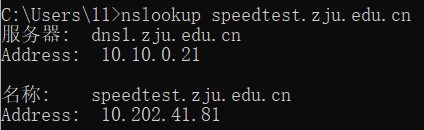 C:\Users\11>nslookup speedtest.zju.edu.cn
服务器:  dns1.zju.edu.cn
Address:  10.10.0.21

名称:    speedtest.zju.edu.cn
Address:  10.202.41.81